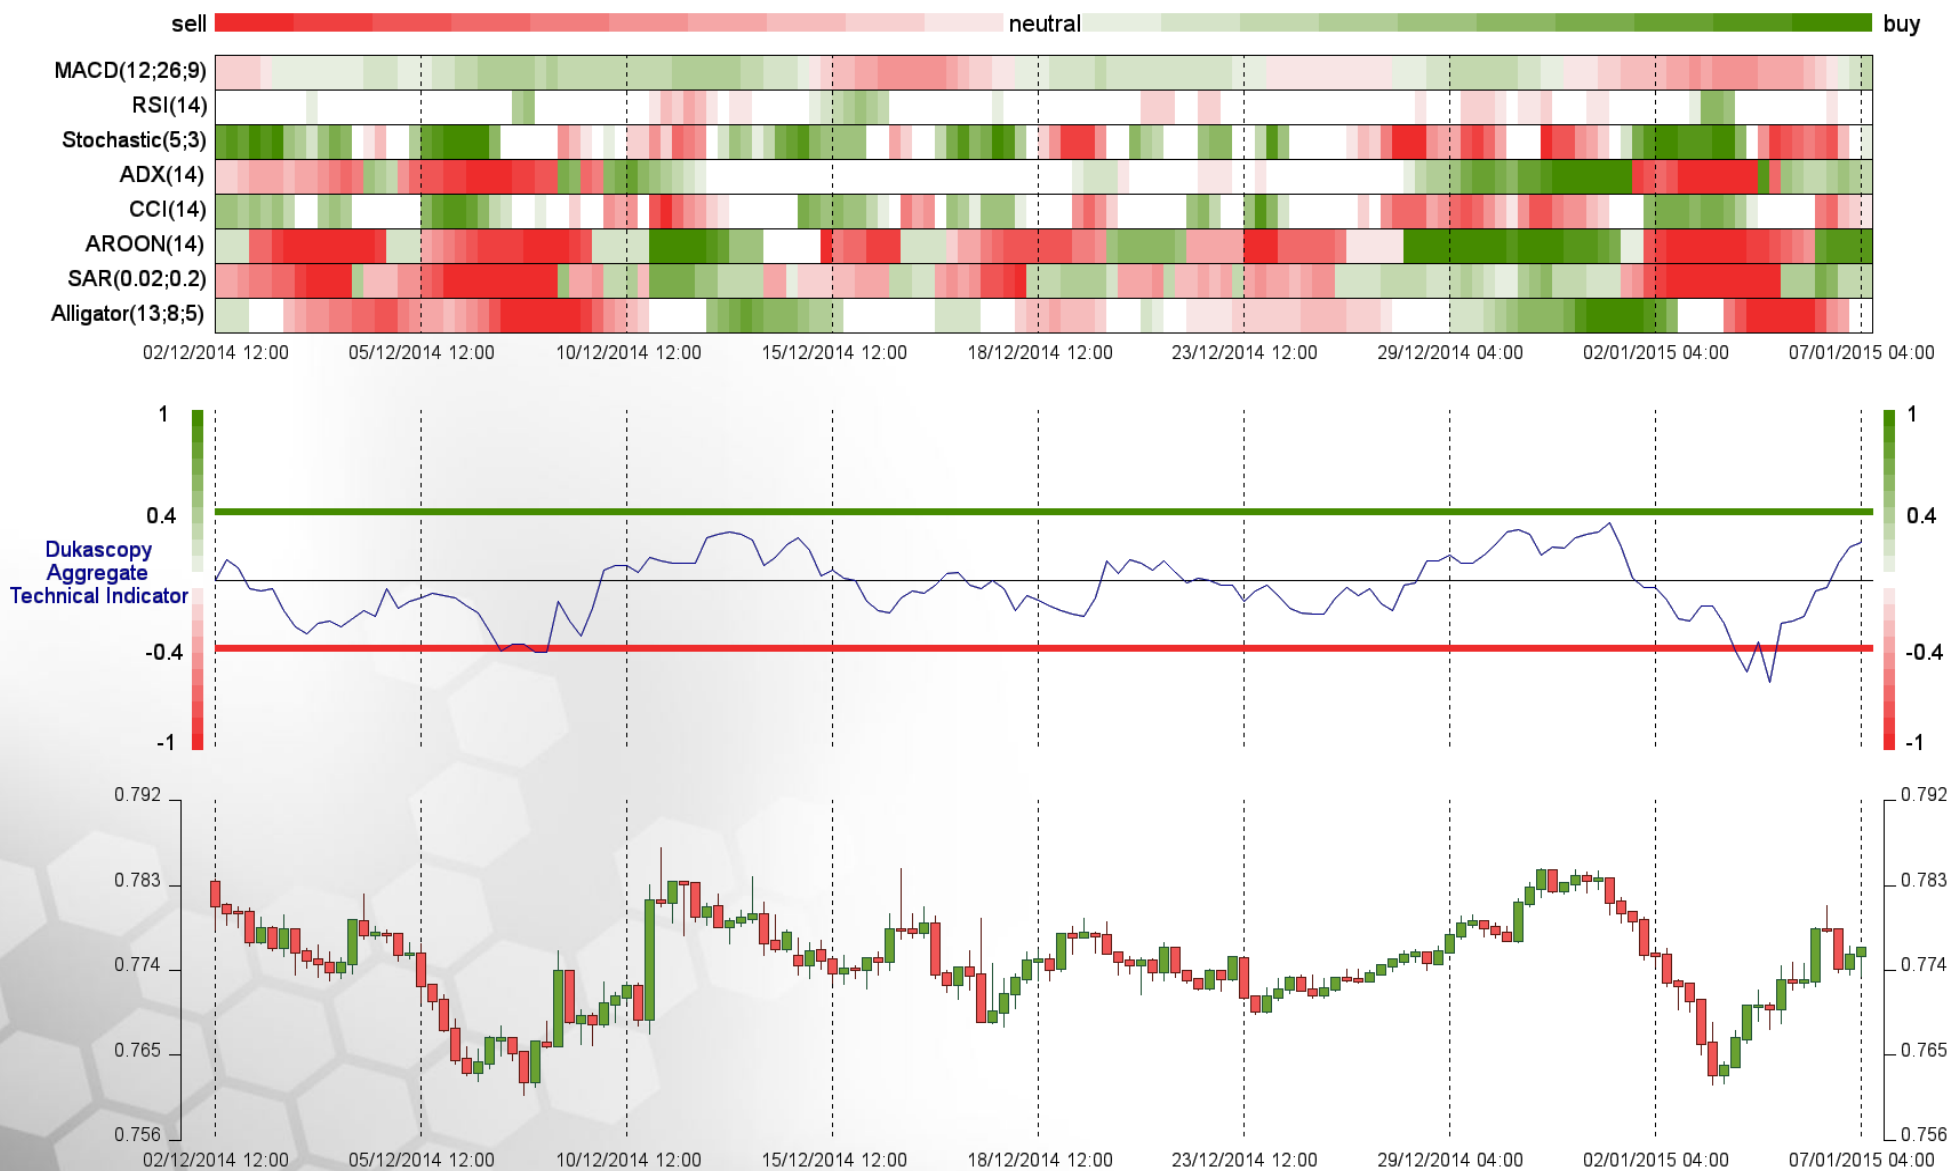 sell neutral buy
MACD(12;26;9)
RSI(14)
Stochastic(5;3)
ADX(14)
CCI(14)
AROON(14)
SAR(0.02;0.2)
Alligator(13;8;5)
02/12/2014 12:00 05/12/2014 12:00 10/12/2014 12:00 15/12/2014 12:00 18/12/2014 12:00 23/12/2014 12:00 29/12/2014 04:00 02/01/2015 04:00 07/01/2015 04:00
1 1
0.4 0.4
Dukascopy
Aggregate
Technical Indicator
-0.4 -0.4
-1 -1
0.792 0.792
0.783 0.783
0.774 0.774
0.765 0.765
0.756 0.756
02/12/2014 12:00 05/12/2014 12:00 10/12/2014 12:00 15/12/2014 12:00 18/12/2014 12:00 23/12/2014 12:00 29/12/2014 04:00 02/01/2015 04:00 07/01/2015 04:00